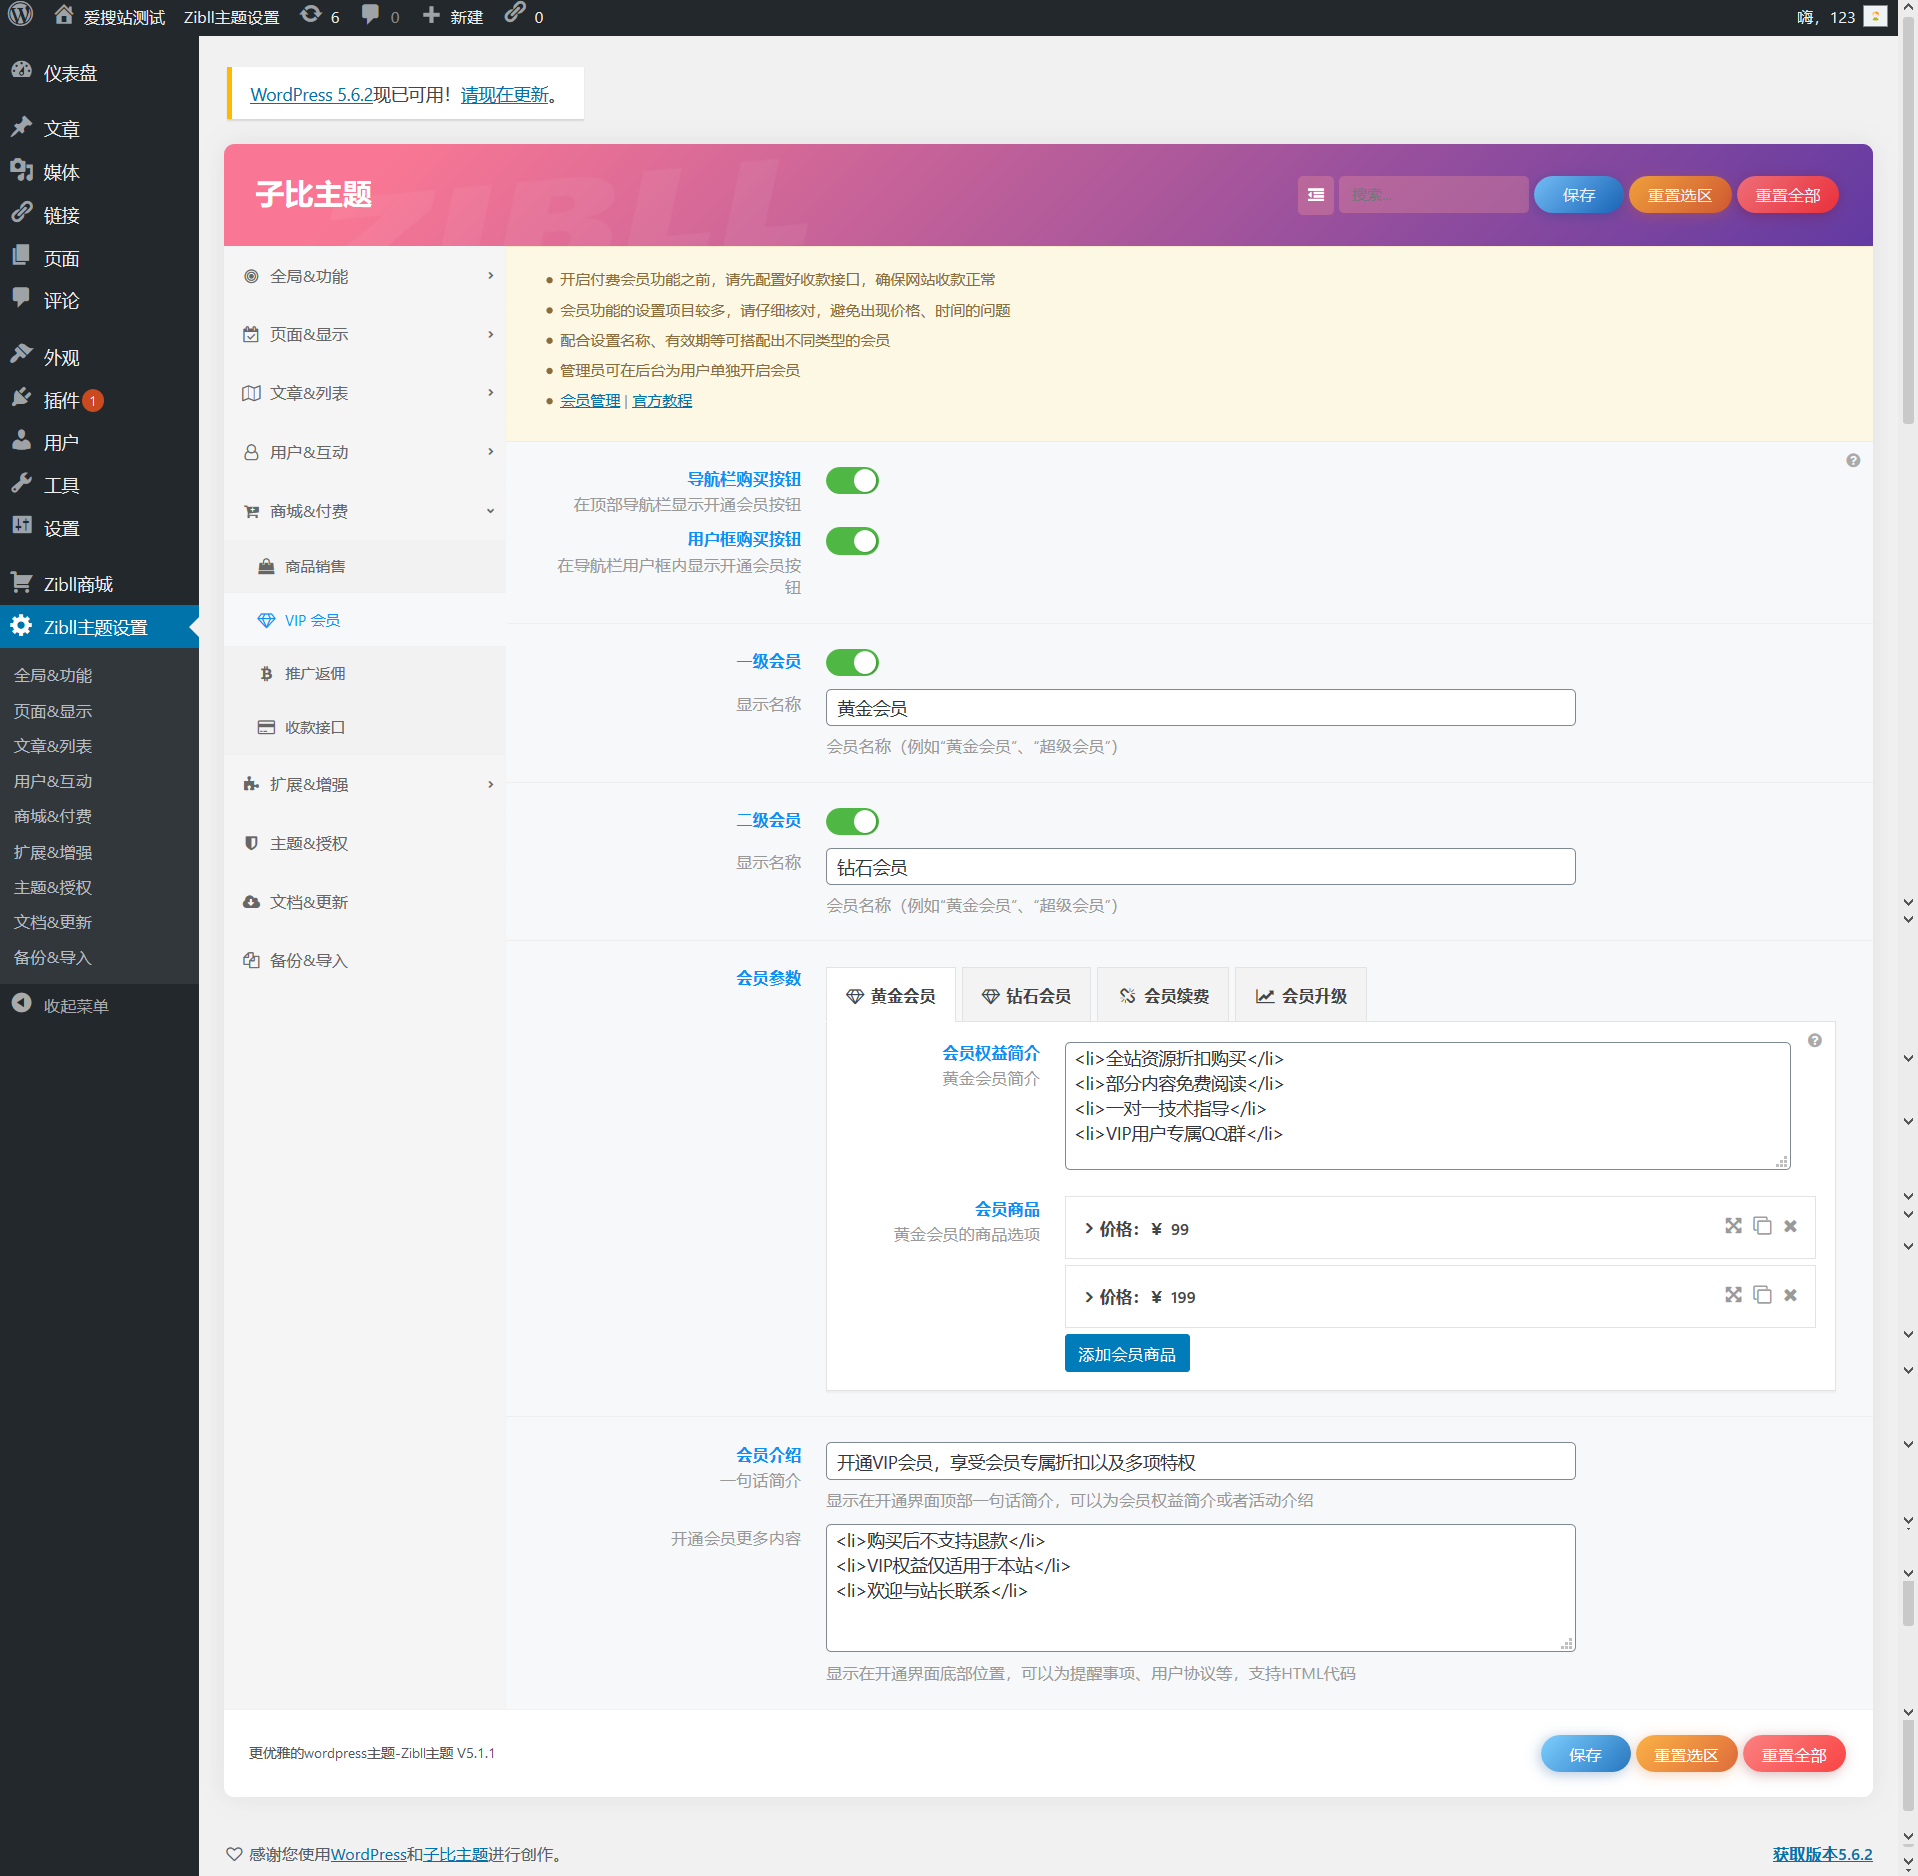 爱搜站测试 Zibll主题设置 6 0 新建 0 嗨，123
仪表盘
文章
媒体
链接
页面
评论
外观
插件 1
用户
工具
设置
Zibll商城
Zibll主题设置
全局&功能
页面&显示
文章&列表
用户&互动
商城&付费
扩展&增强
主题&授权
文档&更新
备份&导入
收起菜单
WordPress 5.6.2现已可用！请现在更新。
ZIBLL
子比主题
搜索... 保存 重置选区 重置全部
全局&功能
页面&显示
文章&列表
用户&互动
商城&付费
商品销售
VIP 会员
推广返佣
收款接口
扩展&增强
主题&授权
文档&更新
备份&导入
开启付费会员功能之前，请先配置好收款接口，确保网站收款正常
会员功能的设置项目较多，请仔细核对，避免出现价格、时间的问题
配合设置名称、有效期等可搭配出不同类型的会员
管理员可在后台为用户单独开启会员
会员管理 | 官方教程
导航栏购买按钮
在顶部导航栏显示开通会员按钮
用户框购买按钮
在导航栏用户框内显示开通会员按
钮
一级会员
显示名称 黄金会员
会员名称（例如“黄金会员”、“超级会员”）
二级会员
显示名称 钻石会员
会员名称（例如“黄金会员”、“超级会员”）
会员参数
黄金会员 钻石会员 会员续费 会员升级
会员权益简介
黄金会员简介
<li>全站资源折扣购买</li>
<li>部分内容免费阅读</li>
<li>一对一技术指导</li>
<li>VIP用户专属QQ群</li>
会员商品
黄金会员的商品选项
价格：￥ 99
价格：￥ 199
添加会员商品
会员介绍
一句话简介
开通VIP会员，享受会员专属折扣以及多项特权
显示在开通界面顶部一句话简介，可以为会员权益简介或者活动介绍
开通会员更多内容
<li>购买后不支持退款</li>
<li>VIP权益仅适用于本站</li>
<li>欢迎与站长联系</li>
显示在开通界面底部位置，可以为提醒事项、用户协议等，支持HTML代码
更优雅的wordpress主题-Zibll主题 V5.1.1
保存 重置选区 重置全部
感谢您使用WordPress和子比主题进行创作。
获取版本5.6.2